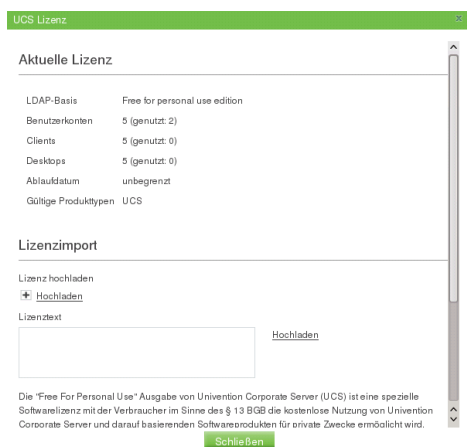 UCS Lizenz
Aktuelle Lizenz
LDAP-Basis Free for personal use edition
Benutzerkonten 5 (genutzt: 2)
Clients 5 (genutzt: 0)
Desktops 5 (genutzt: 0)
Ablaufdatum unbegrenzt
Gültige Produkttypen UCS
Lizenzimport
Lizenz hochladen
Hochladen
Lizenztext
Hochladen
Die "Free For Personal Use" Ausgabe von Univention Corporate Server (UCS) ist eine spezielle
Softwarelizenz mit der Verbraucher im Sinne des § 13 BGB die kostenlose Nutzung von Univention
Corporate Server und darauf basierenden Softwareprodukten für private Zwecke ermöglicht wird.
Schließen